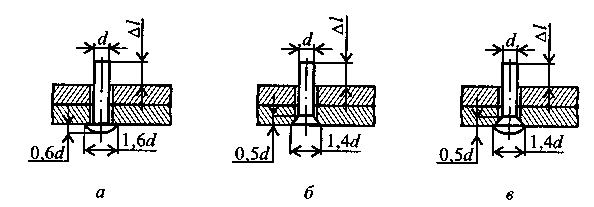 d Δl d Δl d Δl
0,6d 1,6d 0,5d 1,4d 0,5d 1,4d
а б в